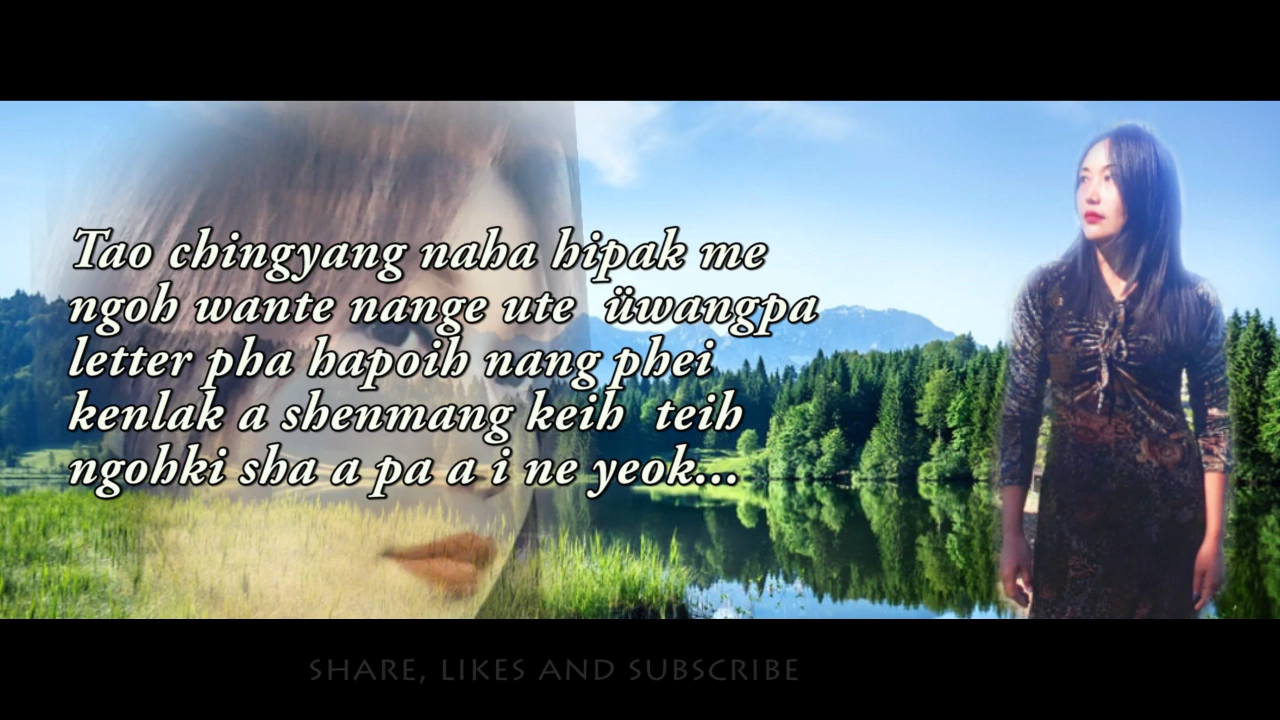 Tao chingyang naha hipak me
ngoh wante nange ute üwangpa
letter pha hapoih nang phei
kenlak a shenmang keih teih
ngohki sha a pa a i ne yeok...
SHARE, LIKES AND SUBSCRIBE